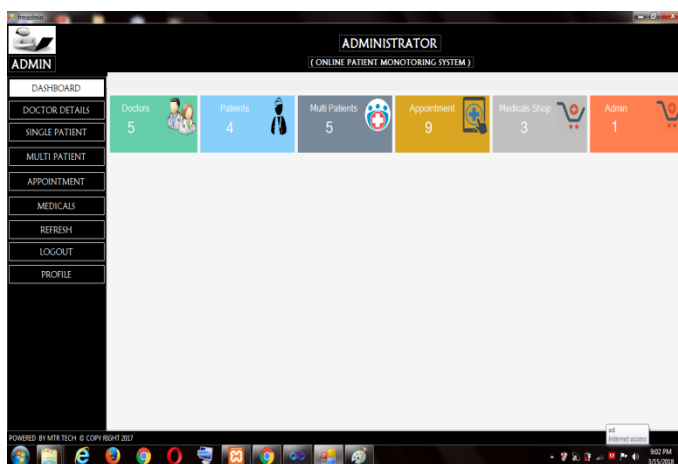 frmadmin
ADMIN
ADMINISTRATOR
( ONLINE PATIENT MONOTORING SYSTEM )
DASHBOARD
DOCTOR DETAILS
SINGLE PATIENT
MULTI PATIENT
APPOINTMENT
MEDICALS
REFRESH
LOGOUT
PROFILE
Doctors
5
Patients
4
Multi Patients
5
Appointment
9
Medicals Shop
3
Admin
1
POWERED BY MTR TECH © COPY RIGHT 2017
ad
Internet access
9:02 PM
3/15/2018